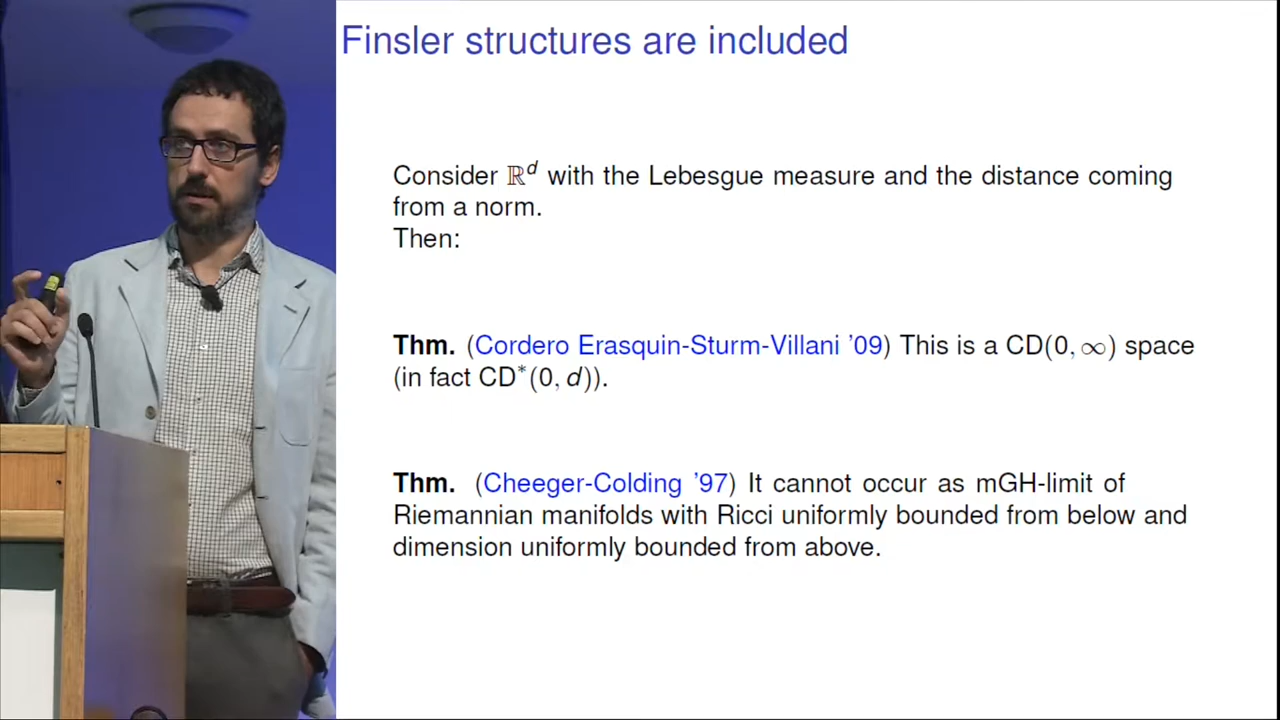 Finsler structures are included
Consider ℝᵈ with the Lebesgue measure and the distance coming
from a norm.
Then:
Thm. (Cordero Erasquin-Sturm-Villani '09) This is a CD(0, ∞) space
(in fact CD*(0, d)).
Thm. (Cheeger-Colding '97) It cannot occur as mGH-limit of
Riemannian manifolds with Ricci uniformly bounded from below and
dimension uniformly bounded from above.